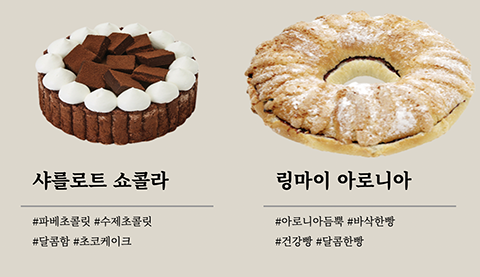 샤를로트 쇼콜라
#파베초콜릿 #수제초콜릿
#달콤함 #초코케이크
링마이 아로니아
#아로니아듬뿍 #바삭한빵
#건강빵 #달콤한빵